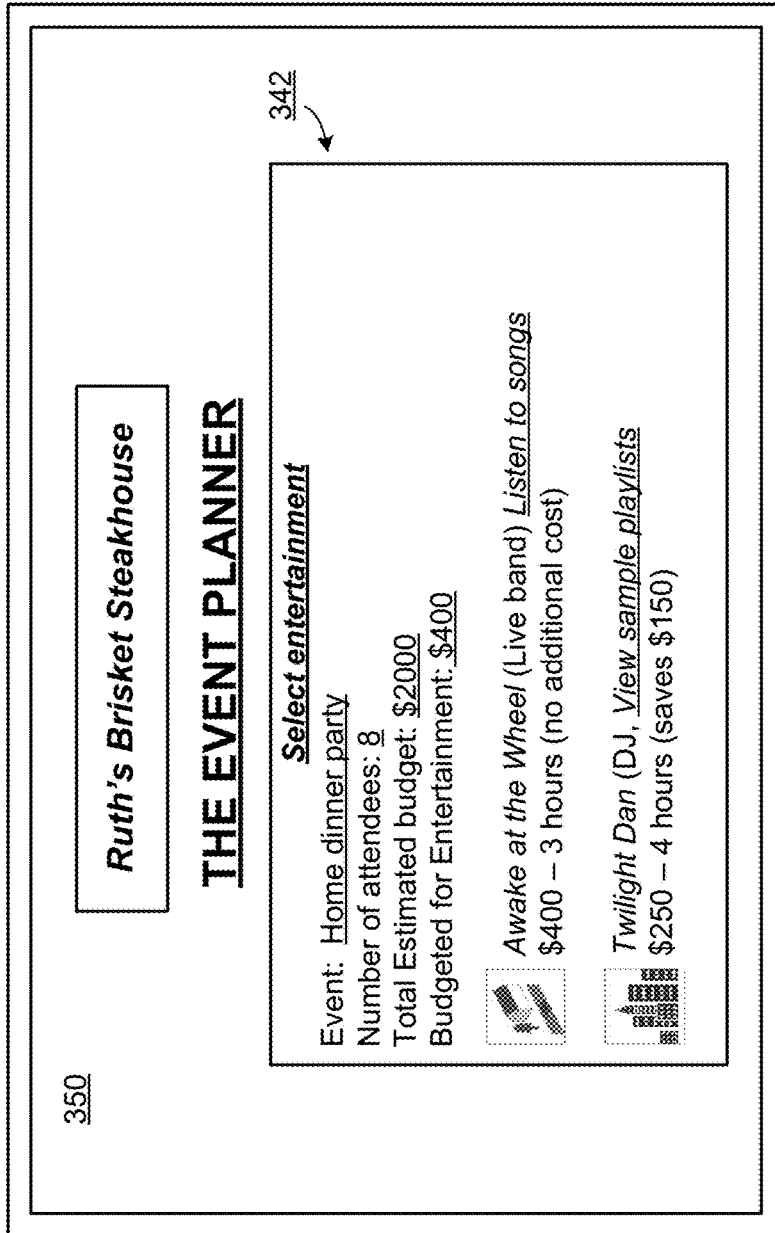 350
Ruth's Brisket Steakhouse
THE EVENT PLANNER
342
Select entertainment
Event: Home dinner party
Number of attendees: 8
Total Estimated budget: $2000
Budgeted for Entertainment: $400
Awake at the Wheel (Live band) Listen to songs
$400 – 3 hours (no additional cost)
Twilight Dan (DJ, View sample playlists
$250 – 4 hours (saves $150)